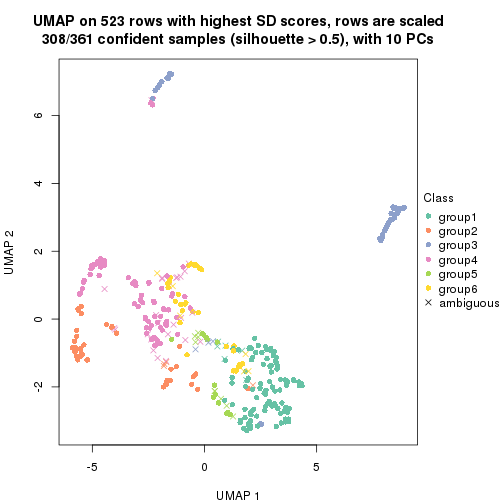 UMAP on 523 rows with highest SD scores, rows are scaled
308/361 confident samples (silhouette > 0.5), with 10 PCs
6
4
2
0
-2
UMAP 2
-5
0
5
UMAP 1
Class
group1
group2
group3
group4
group5
group6
ambiguous